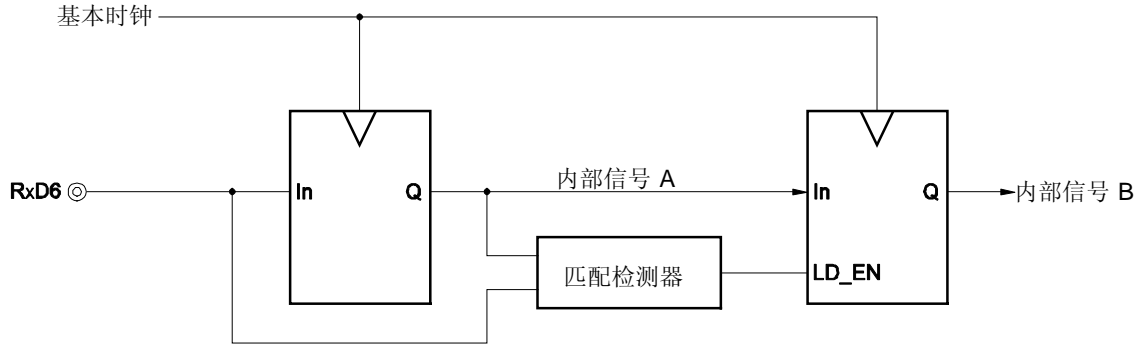 基本时钟
RxD6
In
Q
内部信号 A
In
Q
内部信号 B
匹配检测器
LD_EN